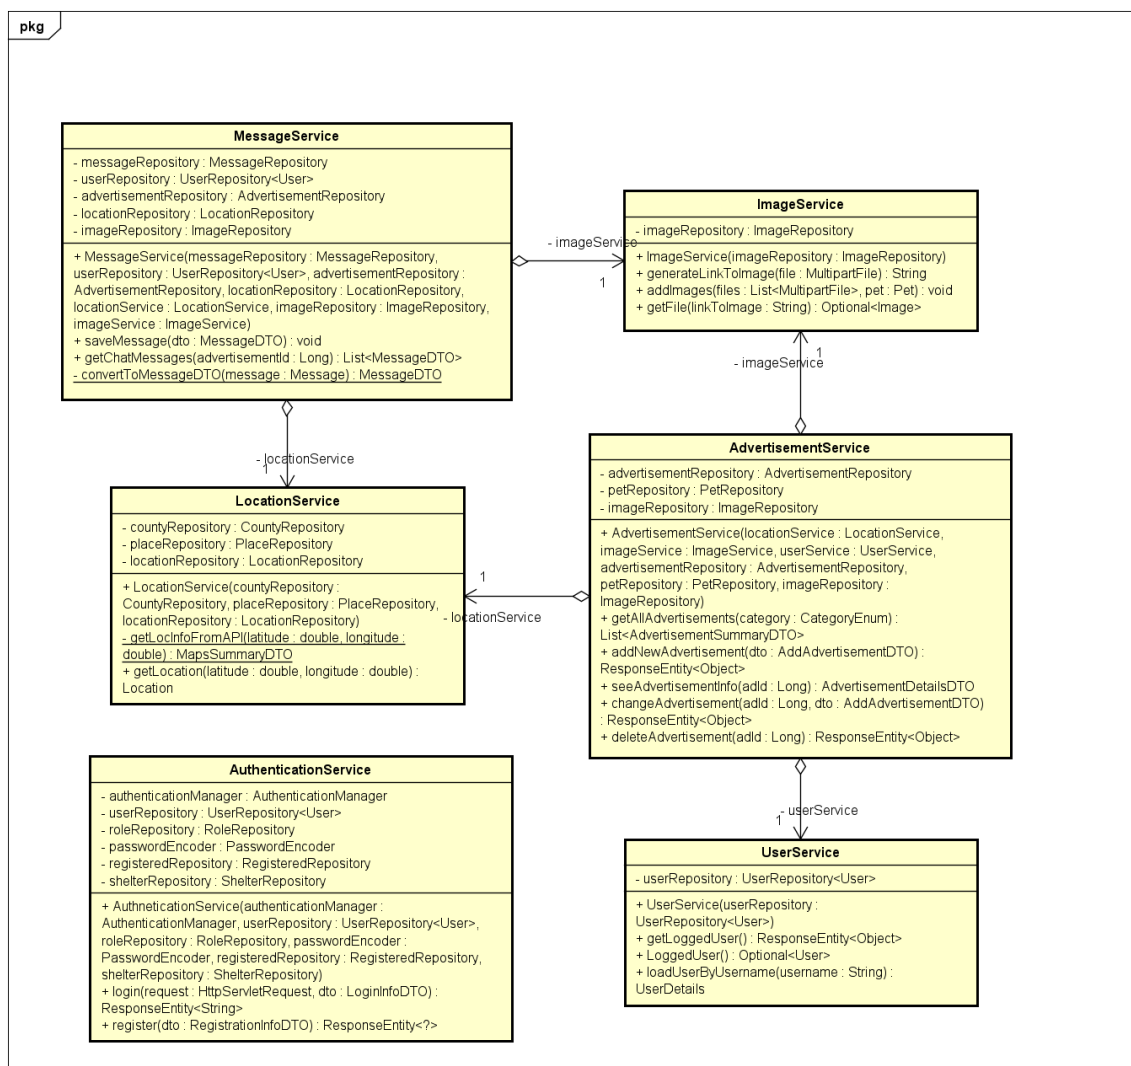 pkg
MessageService
- messageRepository : MessageRepository
- userRepository : UserRepository<User>
- advertisementRepository : AdvertisementRepository
- locationRepository : LocationRepository
- imageRepository : ImageRepository
+ MessageService(messageRepository : MessageRepository,
userRepository : UserRepository<User>, advertisementRepository :
AdvertisementRepository, locationRepository : LocationRepository,
locationService : LocationService, imageRepository : ImageRepository,
imageService : ImageService)
+ saveMessage(dto : MessageDTO) : void
+ getChatMessages(advertisementId : Long) : List<MessageDTO>
- convertToMessageDTO(message : Message) : MessageDTO
- imageService
1
ImageService
- imageRepository : ImageRepository
+ ImageService(imageRepository : ImageRepository)
+ generateLinkToImage(file : MultipartFile) : String
+ addImages(files : List<MultipartFile>, pet : Pet) : void
+ getFile(linkToImage : String) : Optional<Image>
1
- imageService
- locationService
1
LocationService
- countyRepository : CountyRepository
- placeRepository : PlaceRepository
- locationRepository : LocationRepository
+ LocationService(countyRepository :
CountyRepository, placeRepository : PlaceRepository,
locationRepository : LocationRepository)
- getLocInfoFromAPI(latitude : double, longitude :
double) : MapsSummaryDTO
+ getLocation(latitude : double, longitude : double) :
Location
1
- locationService
AdvertisementService
- advertisementRepository : AdvertisementRepository
- petRepository : PetRepository
- imageRepository : ImageRepository
+ AdvertisementService(locationService : LocationService,
imageService : ImageService, userService : UserService,
advertisementRepository : AdvertisementRepository,
petRepository : PetRepository, imageRepository :
ImageRepository)
+ getAllAdvertisements(category : CategoryEnum) :
List<AdvertisementSummaryDTO>
+ addNewAdvertisement(dto : AddAdvertisementDTO) :
ResponseEntity<Object>
+ seeAdvertisementInfo(adId : Long) : AdvertisementDetailsDTO
+ changeAdvertisement(adId : Long, dto : AddAdvertisementDTO)
: ResponseEntity<Object>
+ deleteAdvertisement(adId : Long) : ResponseEntity<Object>
AuthenticationService
- authenticationManager : AuthenticationManager
- userRepository : UserRepository<User>
- roleRepository : RoleRepository
- passwordEncoder : PasswordEncoder
- registeredRepository : RegisteredRepository
- shelterRepository : ShelterRepository
+ AuthneticationService(authenticationManager :
AuthenticationManager, userRepository : UserRepository<User>,
roleRepository : RoleRepository, passwordEncoder :
PasswordEncoder, registeredRepository : RegisteredRepository,
shelterRepository : ShelterRepository)
+ login(request : HttpServletRequest, dto : LoginInfoDTO) :
ResponseEntity<String>
+ register(dto : RegistrationInfoDTO) : ResponseEntity<?>
- userService
1
UserService
- userRepository : UserRepository<User>
+ UserService(userRepository :
UserRepository<User>)
+ getLoggedUser() : ResponseEntity<Object>
+ LoggedUser() : Optional<User>
+ loadUserByUsername(username : String) :
UserDetails